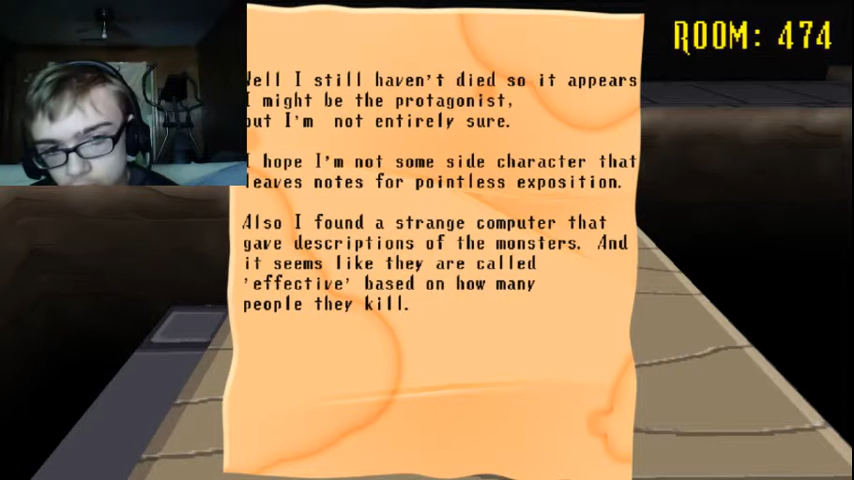 ROOM: 474
Well I still haven't died so it appears
I might be the protagonist,
but I'm not entirely sure.
I hope I'm not some side character that
leaves notes for pointless exposition.
Also I found a strange computer that
gave descriptions of the monsters. And
it seems like they are called
'effective' based on how many
people they kill.